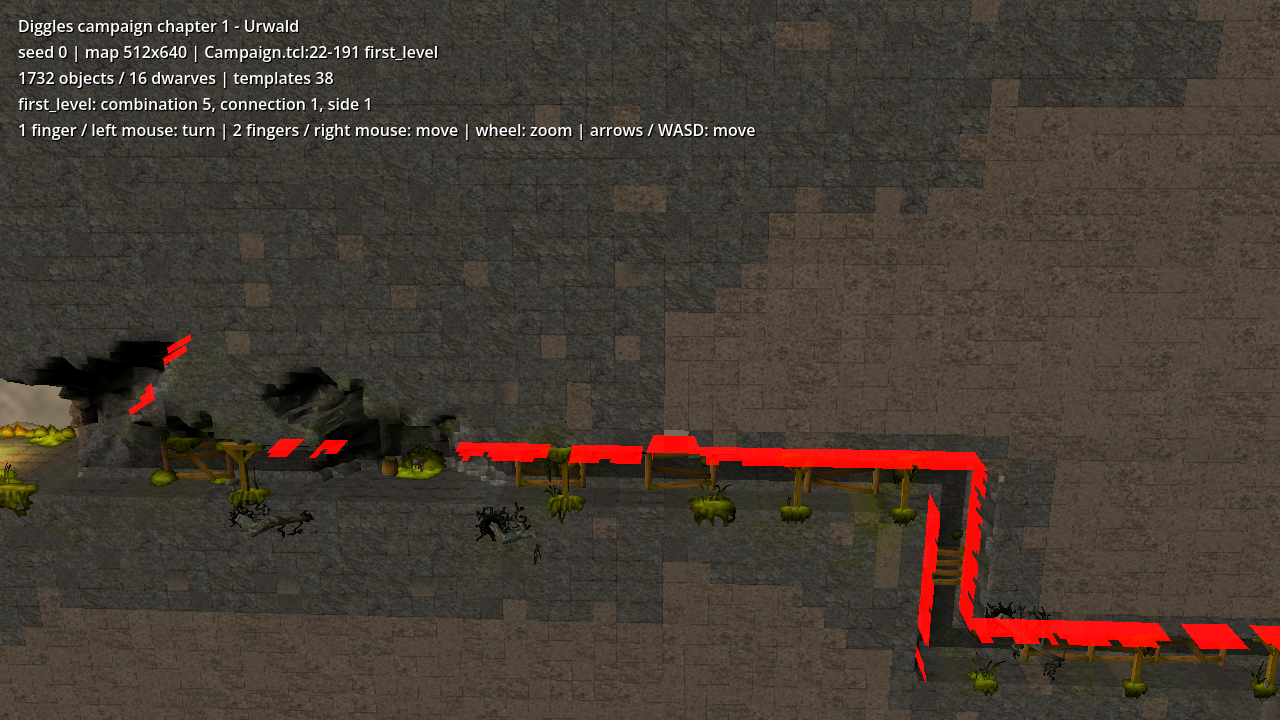 Diggles campaign chapter 1 - Urwald
seed 0 | map 512x640 | Campaign.tcl:22-191 first_level
1732 objects / 16 dwarves | templates 38
first_level: combination 5, connection 1, side 1
1 finger / left mouse: turn | 2 fingers / right mouse: move | wheel: zoom | arrows / WASD: move